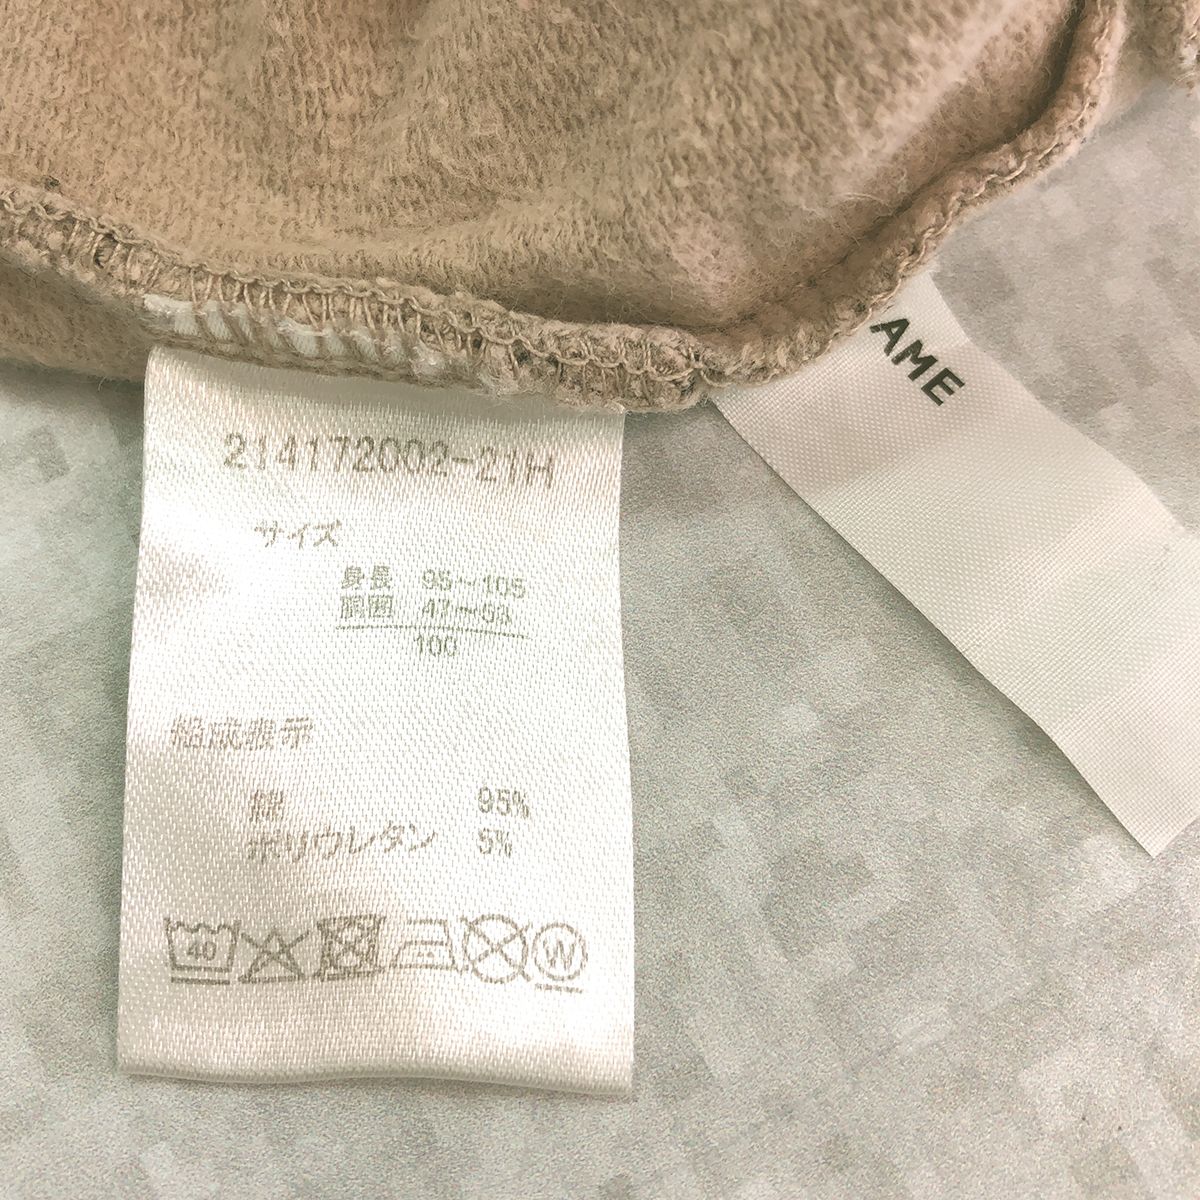 214172002-21H
サイズ
身長 95～105
胴囲 47～53
100
組成表示
綿 95%
ポリウレタン 5%
40
W
AME